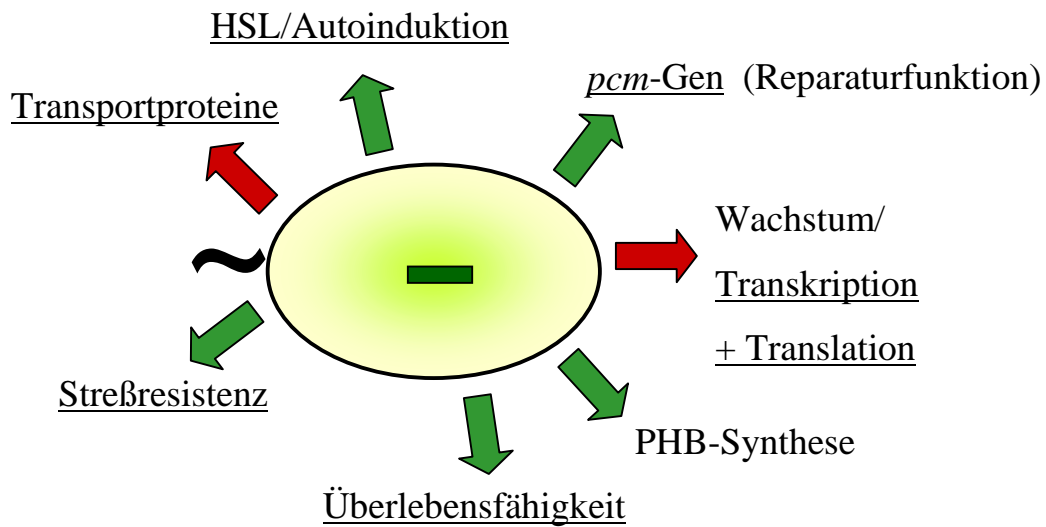 HSL/Autoinduktion
pcm-Gen (Reparaturfunktion)
Transportproteine
Wachstum/
Transkription
+ Translation
Streßresistenz
PHB-Synthese
Überlebensfähigkeit